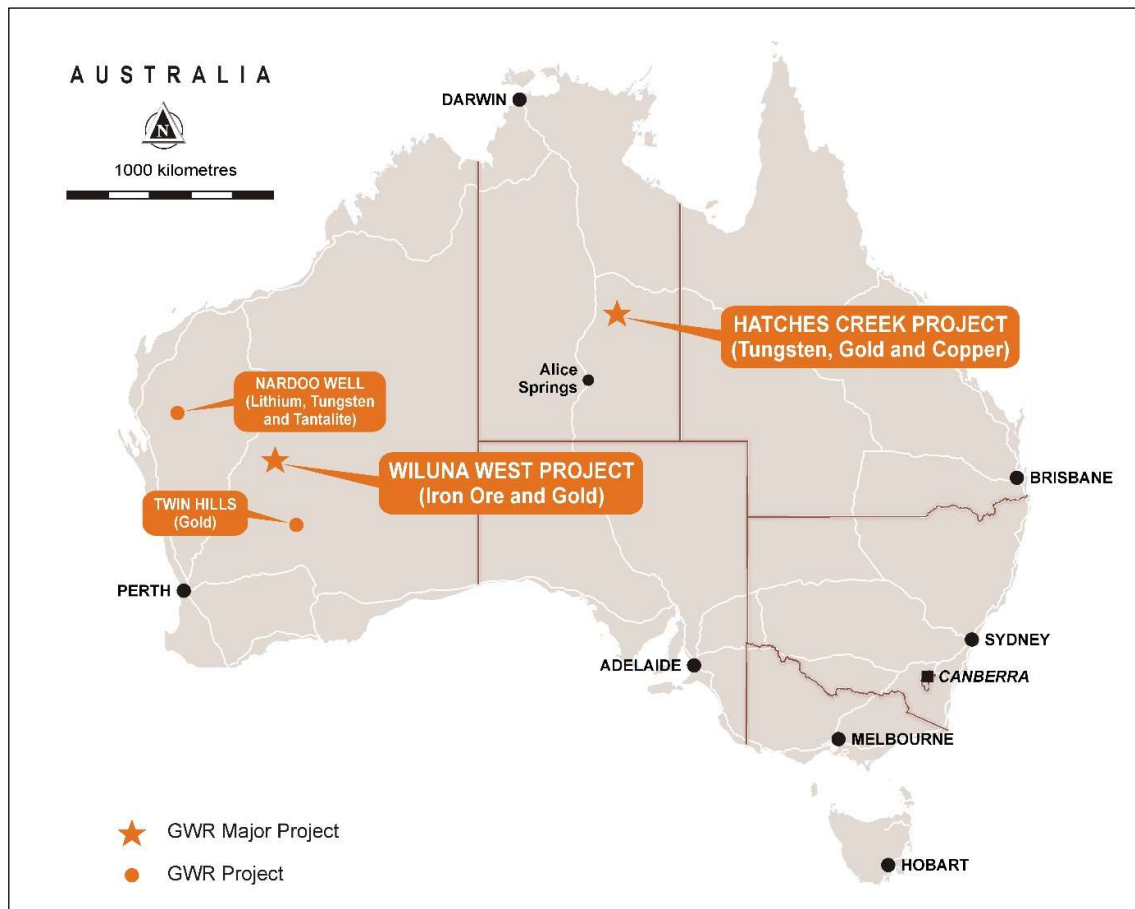 AUSTRALIA
N
1000 kilometres
DARWIN
HATCHES CREEK PROJECT
(Tungsten, Gold and Copper)
Alice
Springs
NARDOO WELL
(Lithium, Tungsten
and Tantalite)
WILUNA WEST PROJECT
(Iron Ore and Gold)
BRISBANE
TWIN HILLS
(Gold)
PERTH
SYDNEY
ADELAIDE
CANBERRA
MELBOURNE
GWR Major Project
GWR Project
HOBART